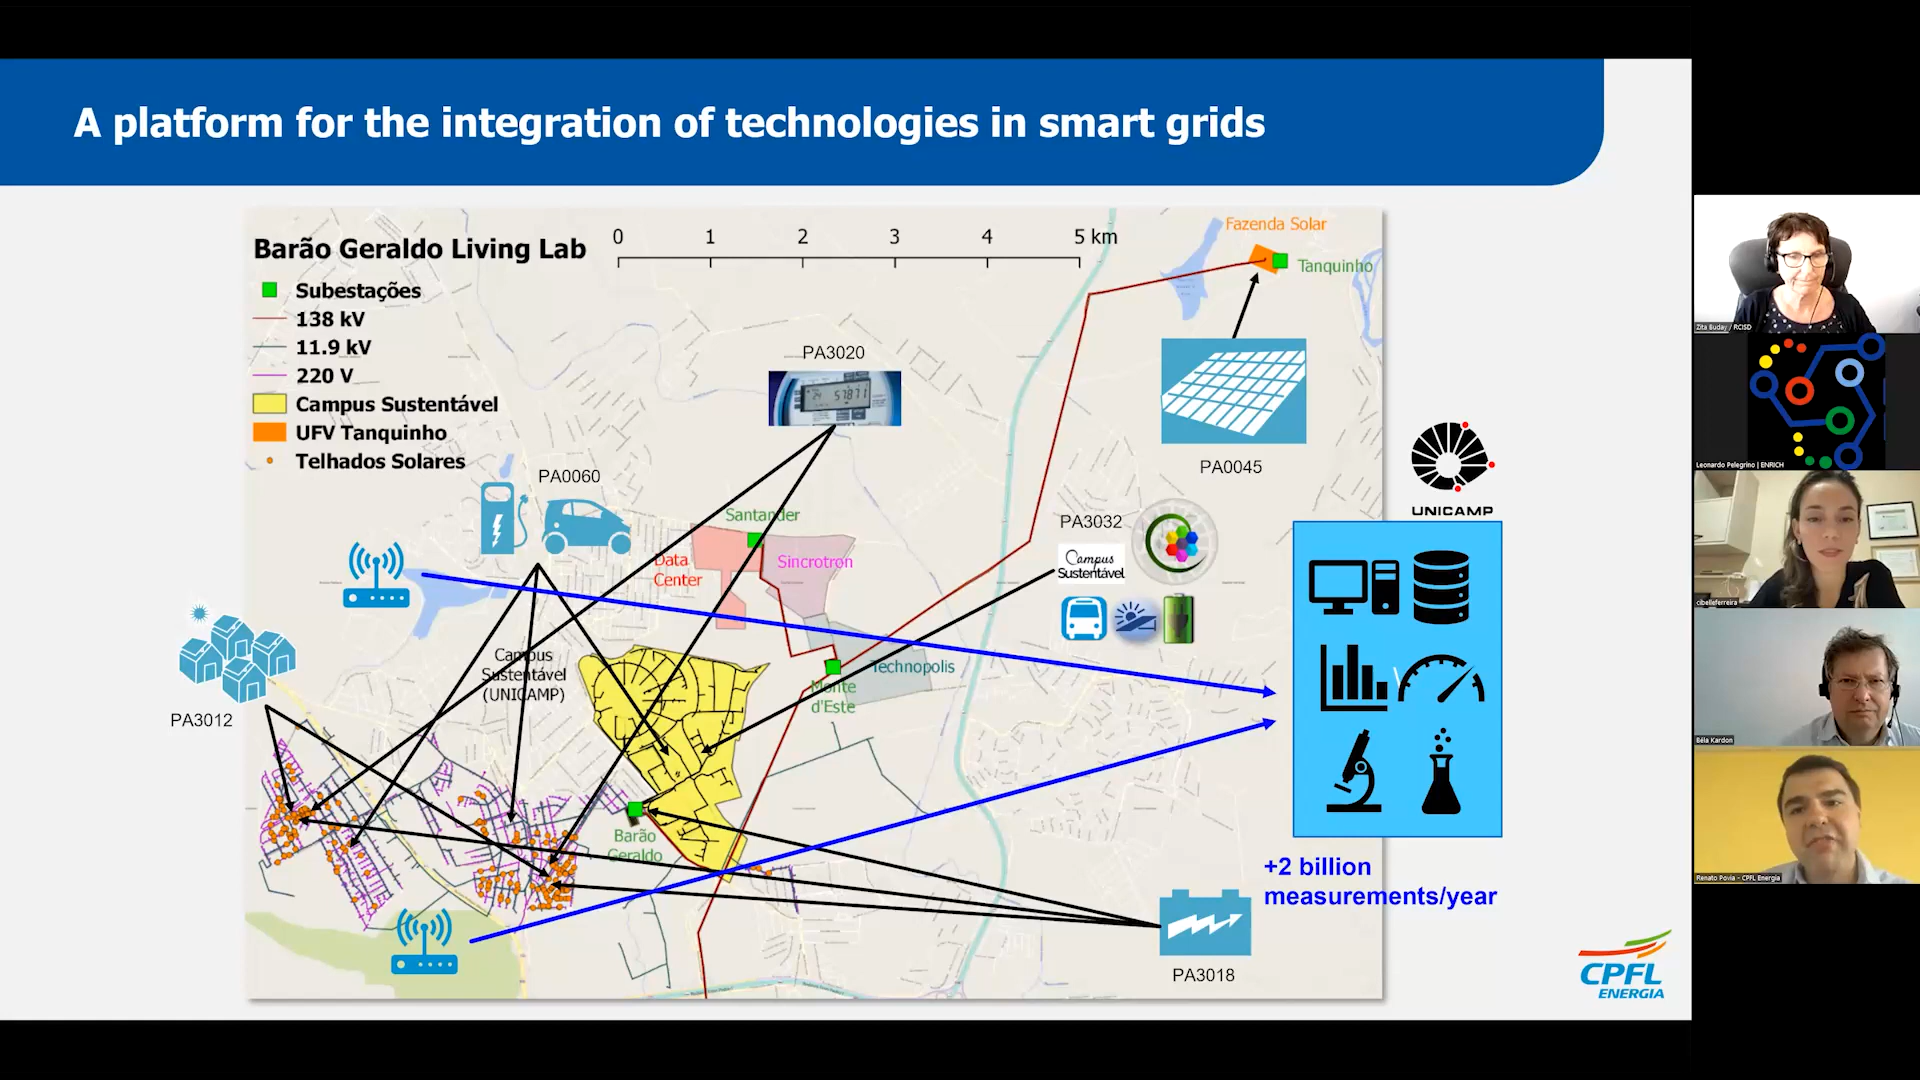 A platform for the integration of technologies in smart grids
Barão Geraldo Living Lab
0 1 2 3 4 5 km
Subestações
138 kV
11.9 kV
220 V
Campus Sustentável
UFV Tanquinho
Telhados Solares
Fazenda Solar
Tanquinho
PA3020
57871
PA0045
PA0060
Santander
Data
Center
Sincrotron
PA3032
Campus
Sustentável
UNICAMP
Campus
Sustentável
(UNICAMP)
Technopolis
Monte
d'Este
PA3012
Barão
Geraldo
PA3018
+2 billion
measurements/year
CPFL
ENERGIA
Zita Buday / RCISD
Leonardo Pelegrino | ENRICH
cibelleferreira
Béla Kardon
Renato Povia - CPFL Energia